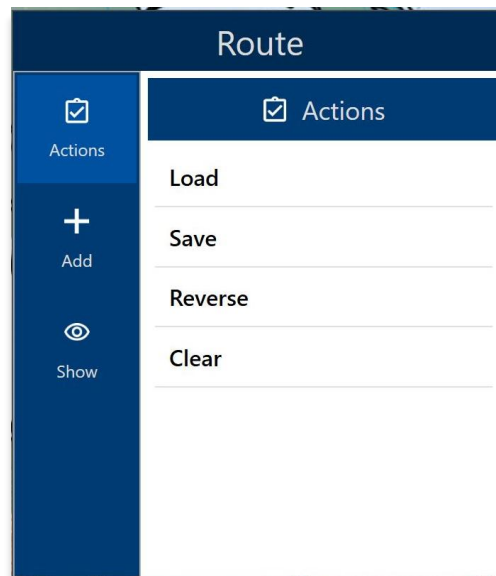 Route
Actions
Add
Show
Actions
Load
Save
Reverse
Clear